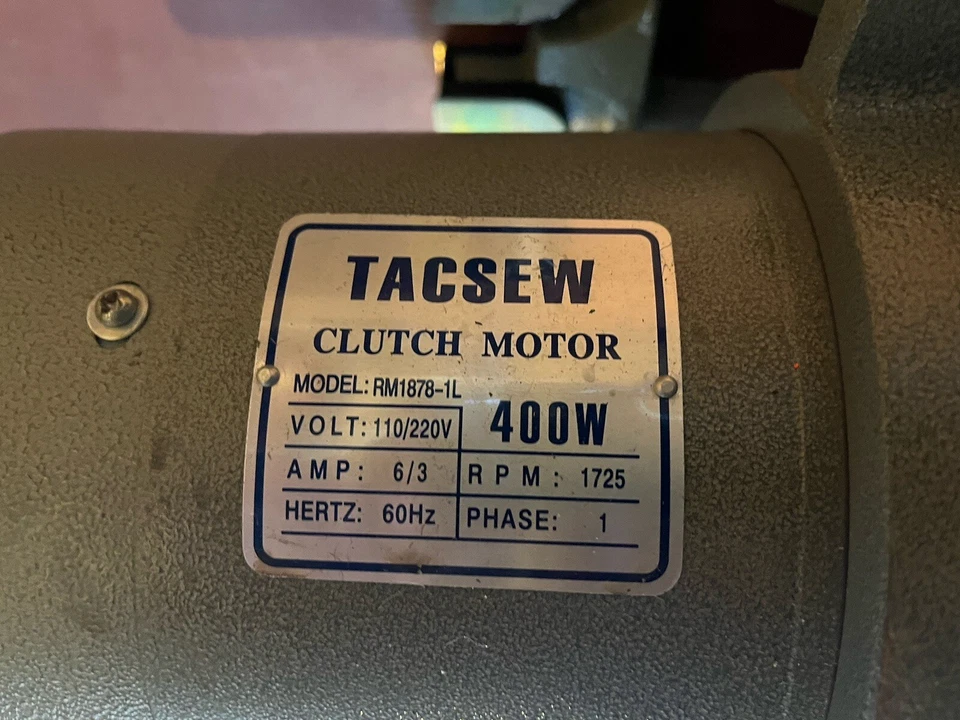 TACSEW
CLUTCH MOTOR
MODEL: RM1878-1L
400W
VOLT: 110/220V
AMP: 6/3 RPM: 1725
HERTZ: 60Hz PHASE: 1